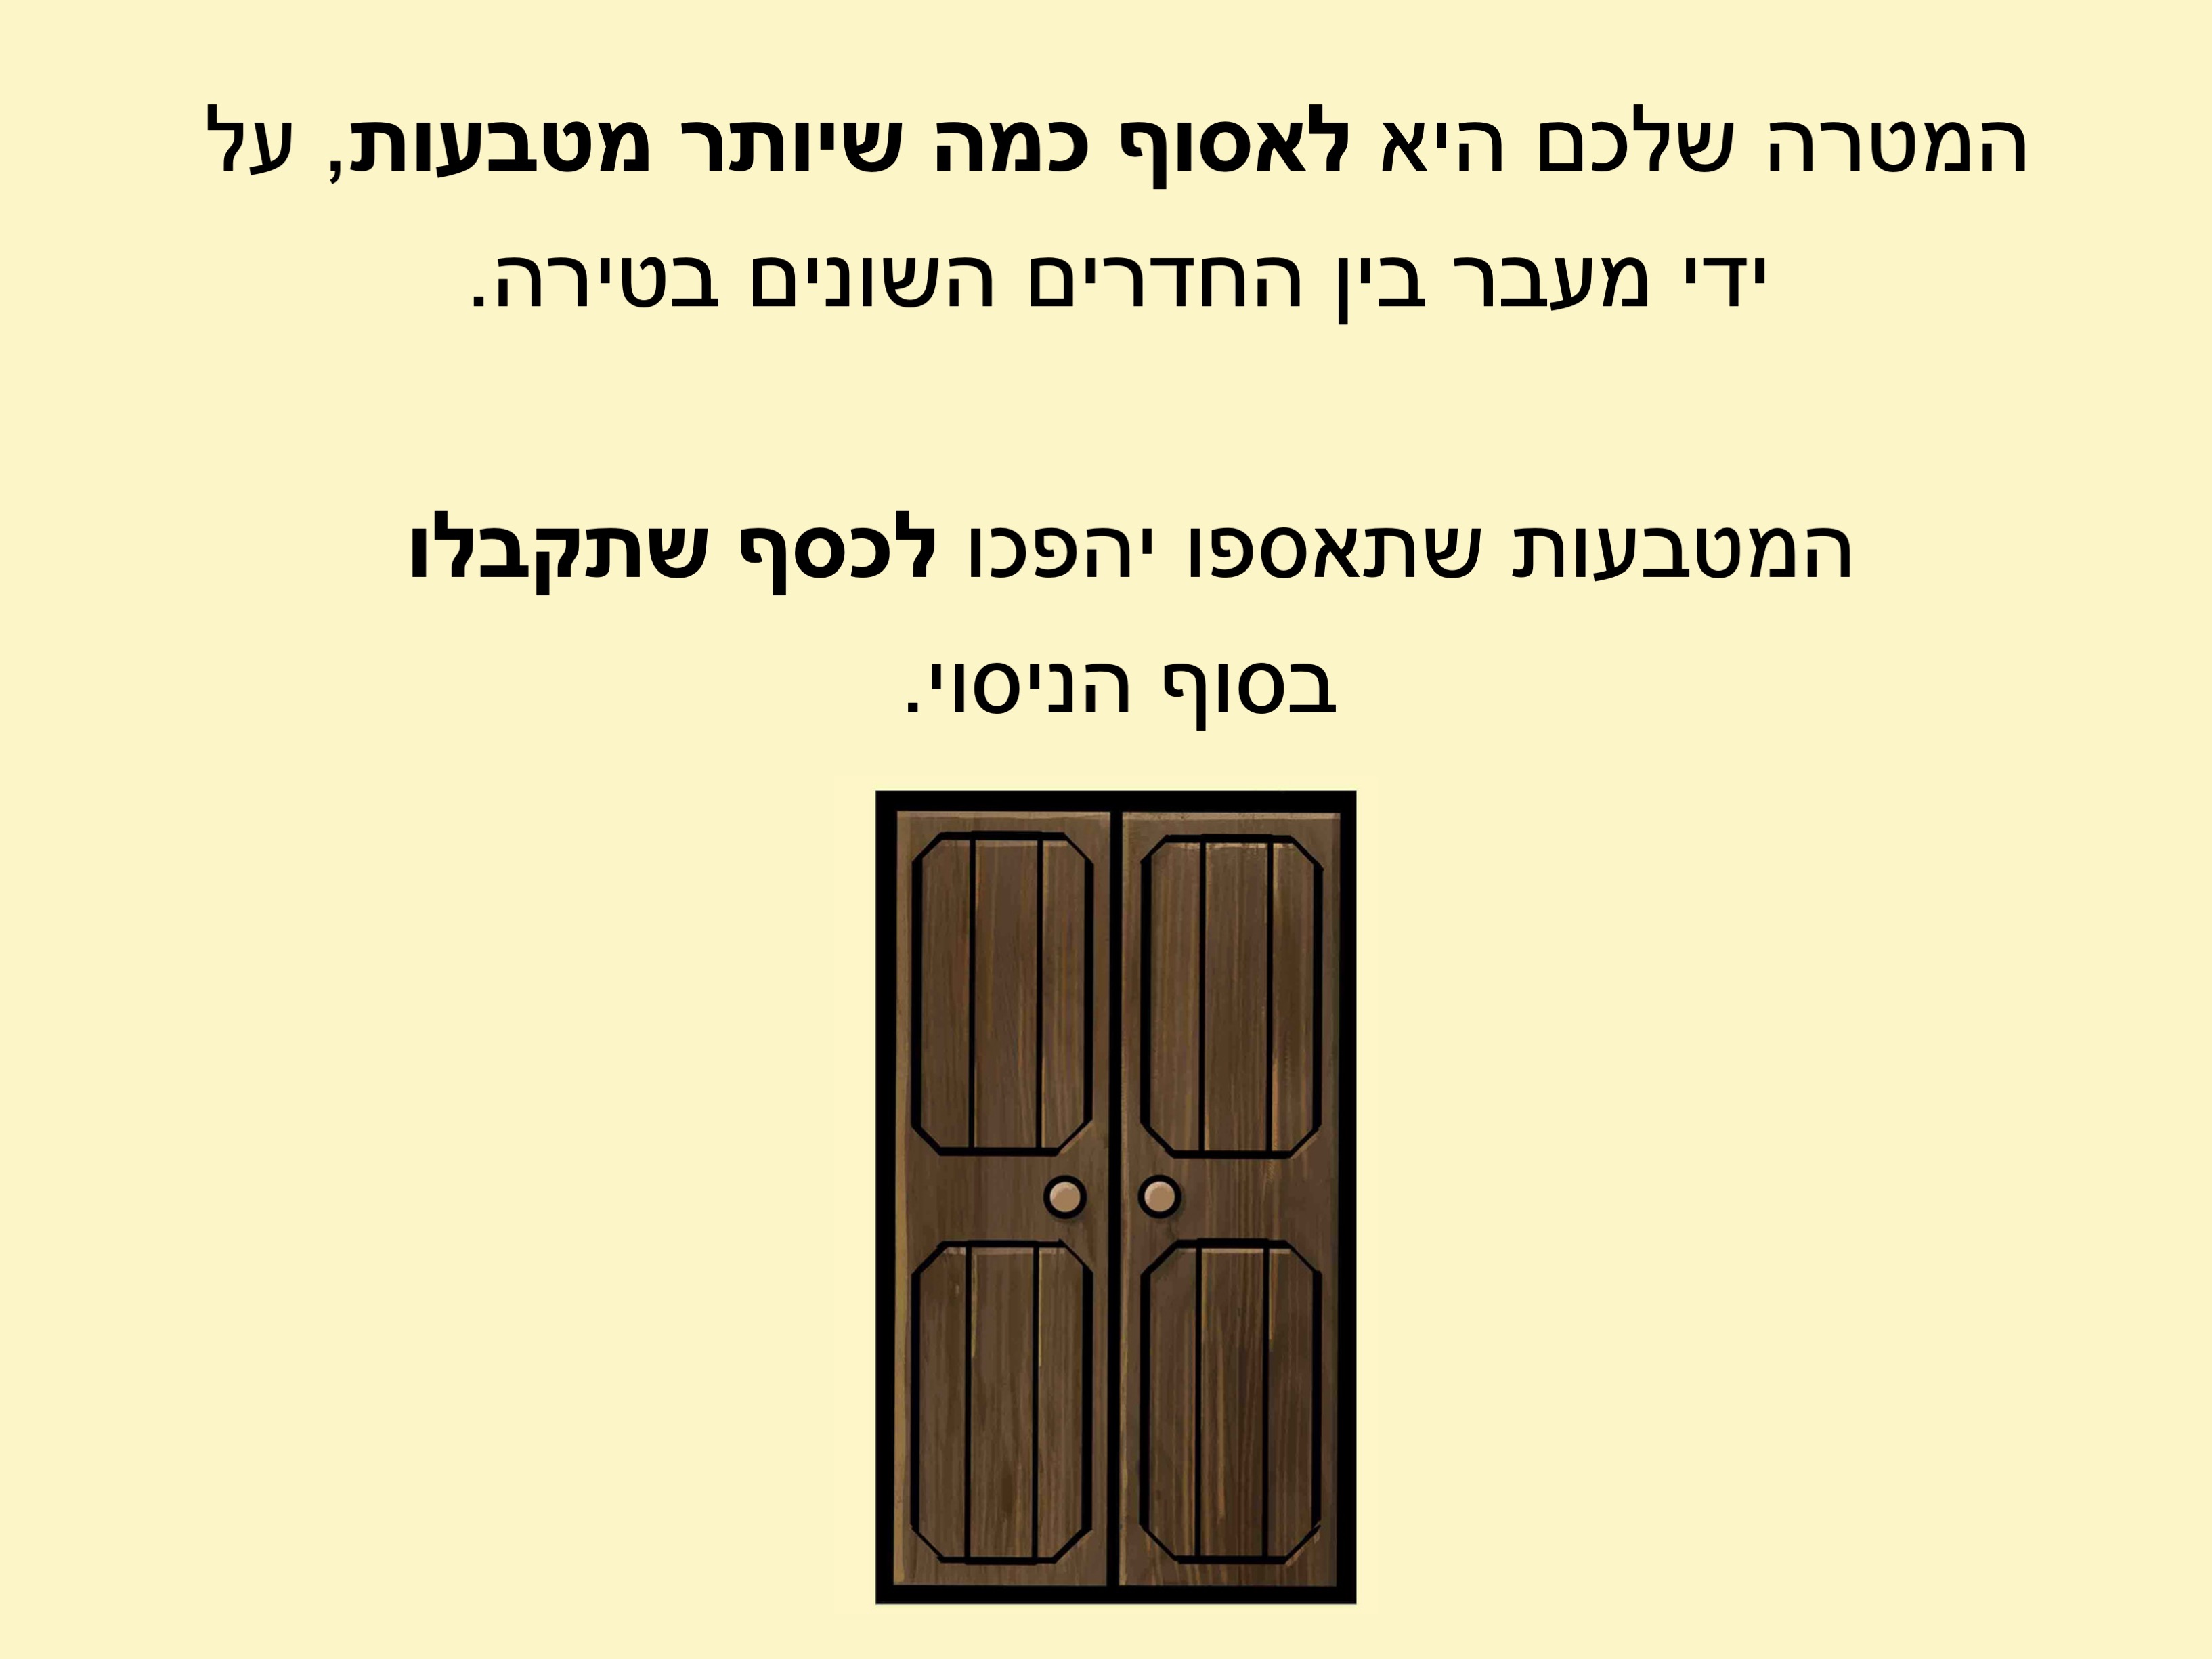 המטרה שלכם היא לאסוף כמה שיותר מטבעות, על
ידי מעבר בין החדרים השונים בטירה.
המטבעות שתאספו יהפכו לכסף שתקבלו
בסוף הניסוי.